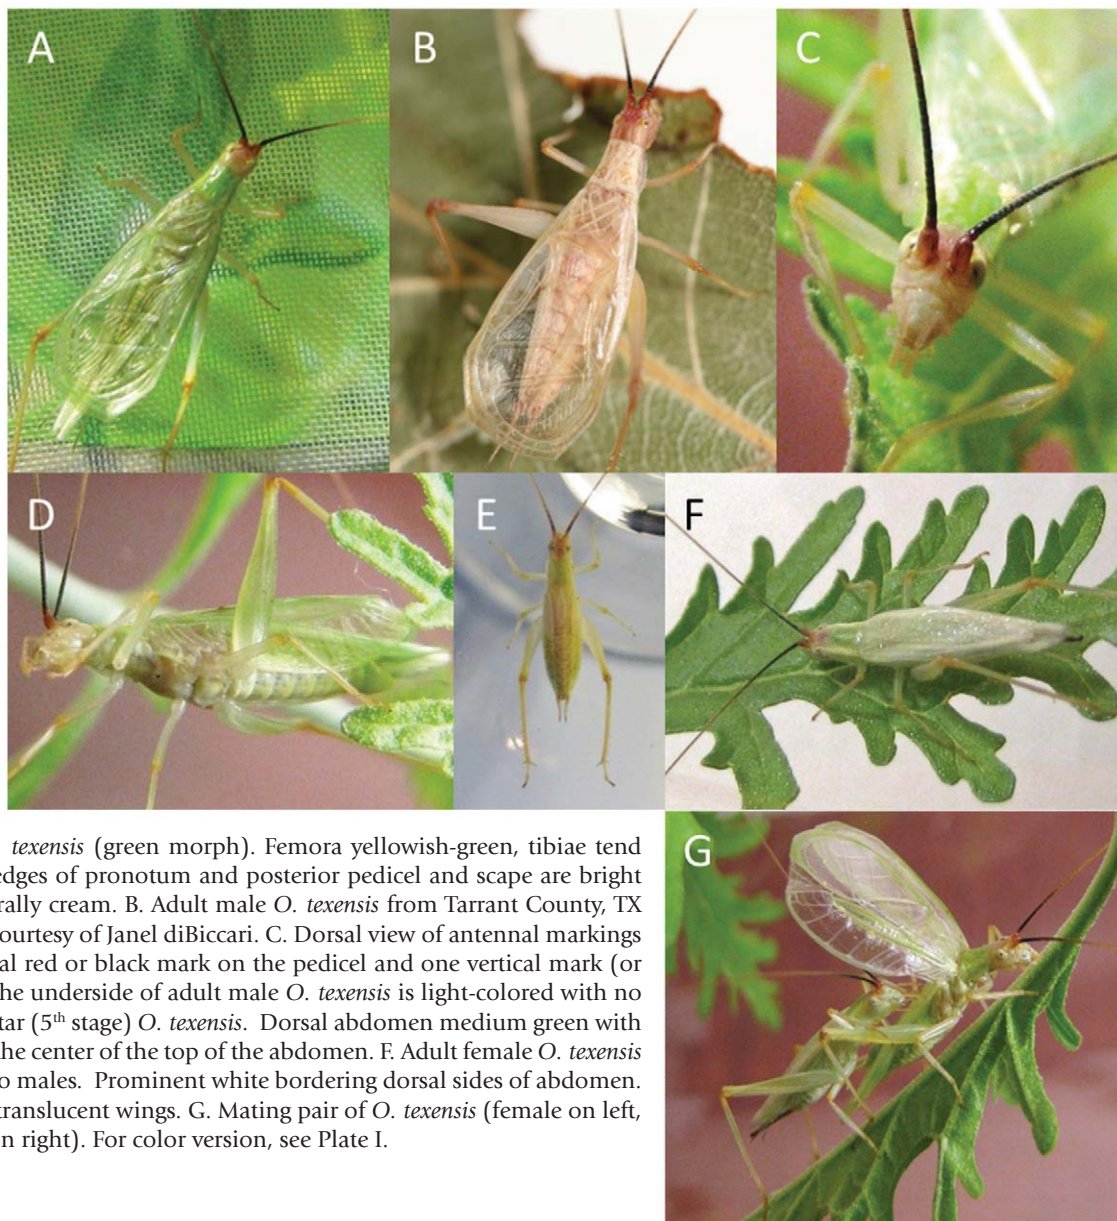 A
B
C
D
E
F
texensis (green morph). Femora yellowish-green, tibiae tend
edges of pronotum and posterior pedicel and scape are bright
rally cream. B. Adult male O. texensis from Tarrant County, TX
ourtesy of Janel diBiccari. C. Dorsal view of antennal markings
al red or black mark on the pedicel and one vertical mark (or
he underside of adult male O. texensis is light-colored with no
tar (5th stage) O. texensis. Dorsal abdomen medium green with
he center of the top of the abdomen. F. Adult female O. texensis
o males. Prominent white bordering dorsal sides of abdomen.
translucent wings. G. Mating pair of O. texensis (female on left,
n right). For color version, see Plate I.
G